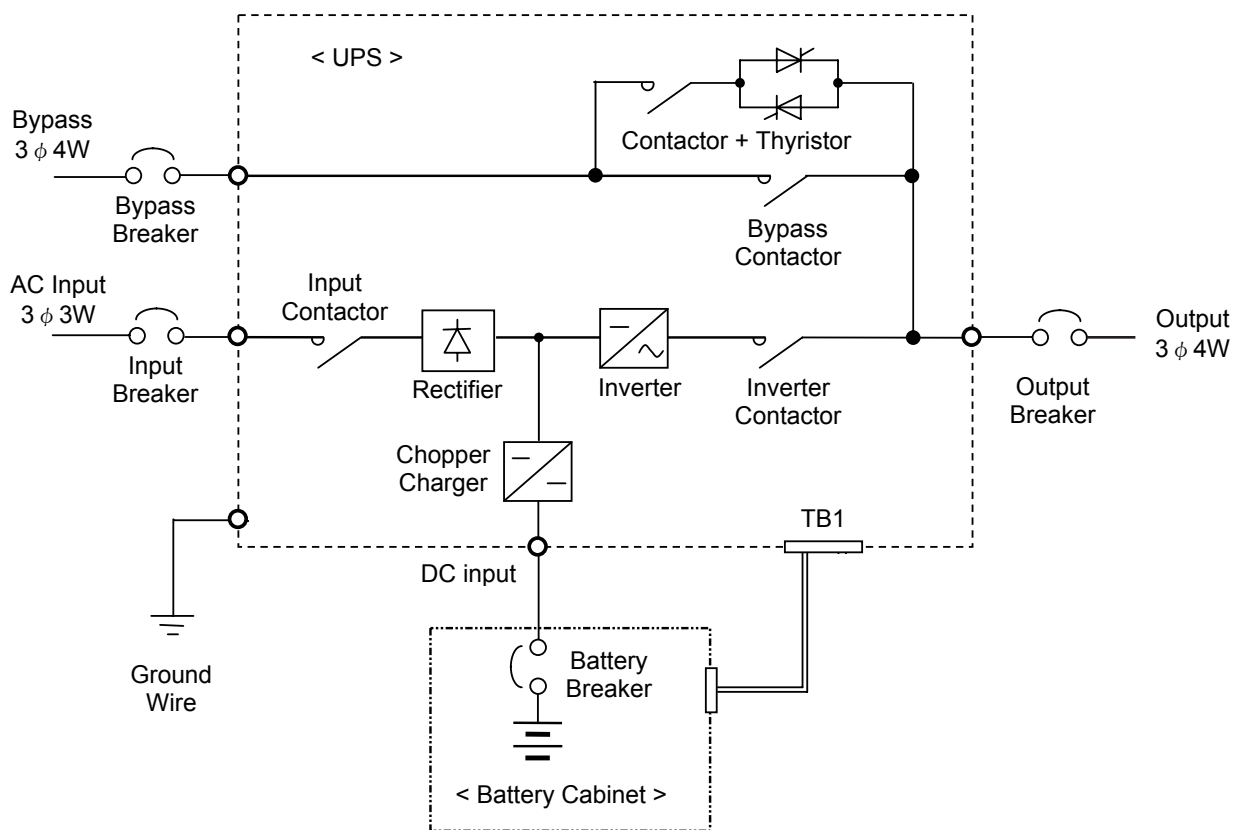 < UPS >
Contactor + Thyristor
Bypass
3 φ 4W
Bypass
Breaker
Bypass
Contactor
AC Input
3 φ 3W
Input
Breaker
Input
Contactor
Rectifier
Inverter
Inverter
Contactor
Output
3 φ 4W
Output
Breaker
Chopper
Charger
TB1
DC input
Ground
Wire
Battery
Breaker
< Battery Cabinet >